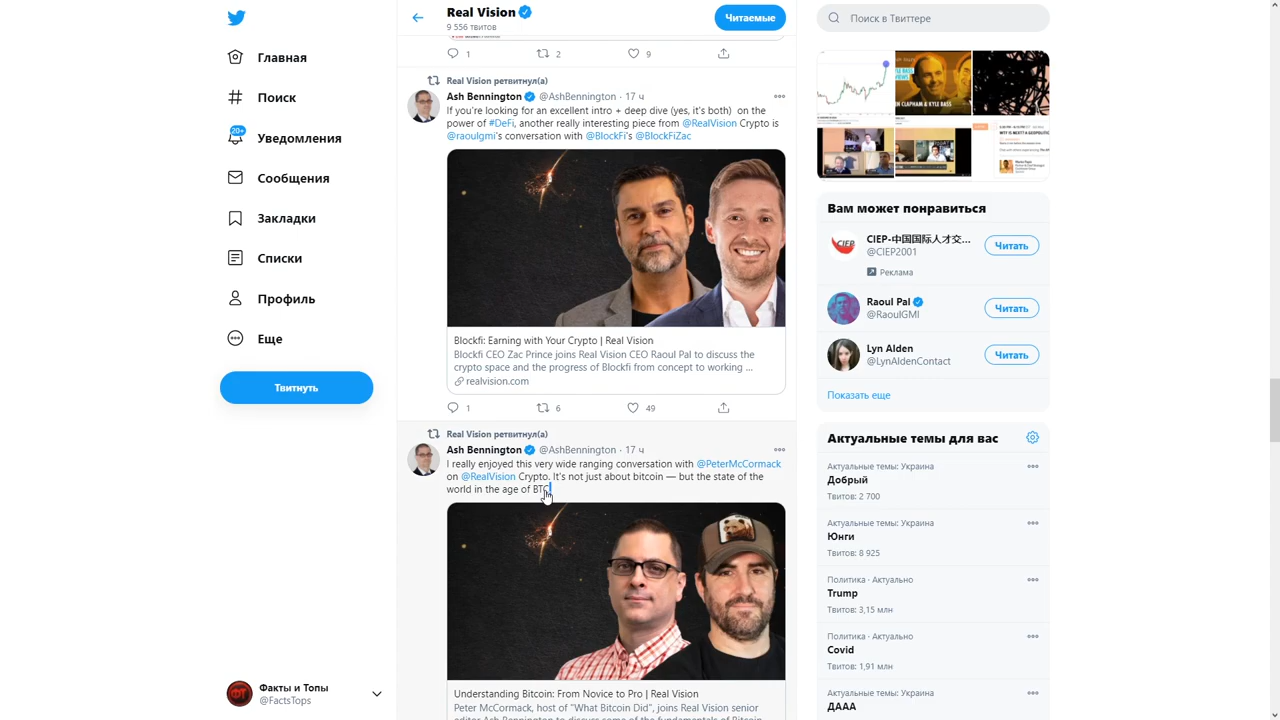 Real Vision
9 556 твитов
Читаемые
Поиск в Твиттере
Главная
Поиск
20+
Уведомления
Сообщения
Закладки
Списки
Профиль
Еще
Твитнуть
Факты и Топы
@FactsTops
1
2
9
Real Vision ретвитнул(а)
Ash Bennington @AshBennington · 17 ч
If you're looking for an excellent intro + deep dive (yes, it's both) on the
power of #DeFi, another really interesting piece from @RealVision Crypto is
@raoulgmi's conversation with @BlockFi's @BlockFiZac
Blockfi: Earning with Your Crypto | Real Vision
Blockfi CEO Zac Prince joins Real Vision CEO Raoul Pal to discuss the
crypto space and the progress of Blockfi from concept to working ...
realvision.com
1
6
49
Real Vision ретвитнул(а)
Ash Bennington @AshBennington · 17 ч
I really enjoyed this very wide ranging conversation with @PeterMcCormack
on @RealVision Crypto. It's not just about bitcoin — but the state of the
world in the age of BTC
Understanding Bitcoin: From Novice to Pro | Real Vision
Peter McCormack, host of "What Bitcoin Did", joins Real Vision senior
editor Ash Bennington to discuss some of the fundamentals of Bitcoin
Вам может понравиться
CIEP-中国国际人才交...
@CIEP2001
Читать
Реклама
Raoul Pal
@RaoulGMI
Читать
Lyn Alden
@LynAldenContact
Читать
Показать еще
Актуальные темы для вас
Актуальные темы: Украина
Добрый
Твитов: 2 700
Актуальные темы: Украина
Юнги
Твитов: 8 925
Политика · Актуально
Trump
Твитов: 3,15 млн
Политика · Актуально
Covid
Твитов: 1,91 млн
Актуальные темы: Украина
ДААА